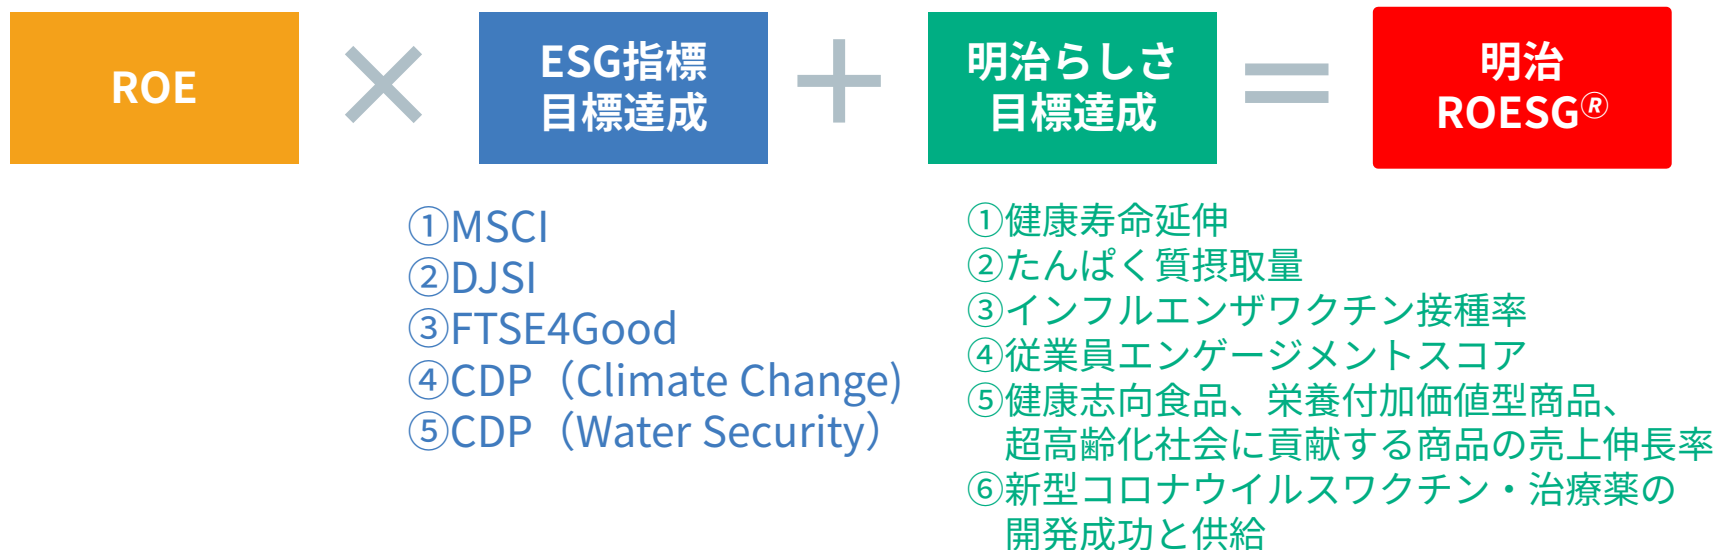 ROE
×
ESG指標
目標達成
+
明治らしさ
目標達成
=
明治
ROESG®
①MSCI
②DJSI
③FTSE4Good
④CDP（Climate Change)
⑤CDP（Water Security）
①健康寿命延伸
②たんぱく質摂取量
③インフルエンザワクチン接種率
④従業員エンゲージメントスコア
⑤健康志向食品、栄養付加価値型商品、
超高齢化社会に貢献する商品の売上伸長率
⑥新型コロナウイルスワクチン・治療薬の
開発成功と供給